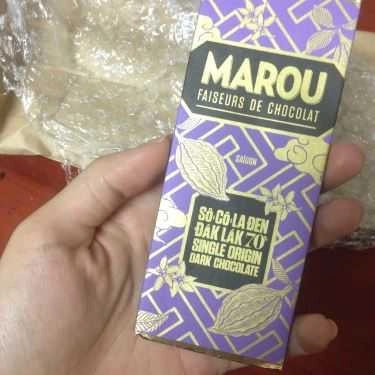 MAROU
FAISEURS DE CHOCOLAT
SAIGON
SÔ-CÔ-LA ĐEN
ĐẮK LẮK 70%
SINGLE ORIGIN
DARK CHOCOLATE